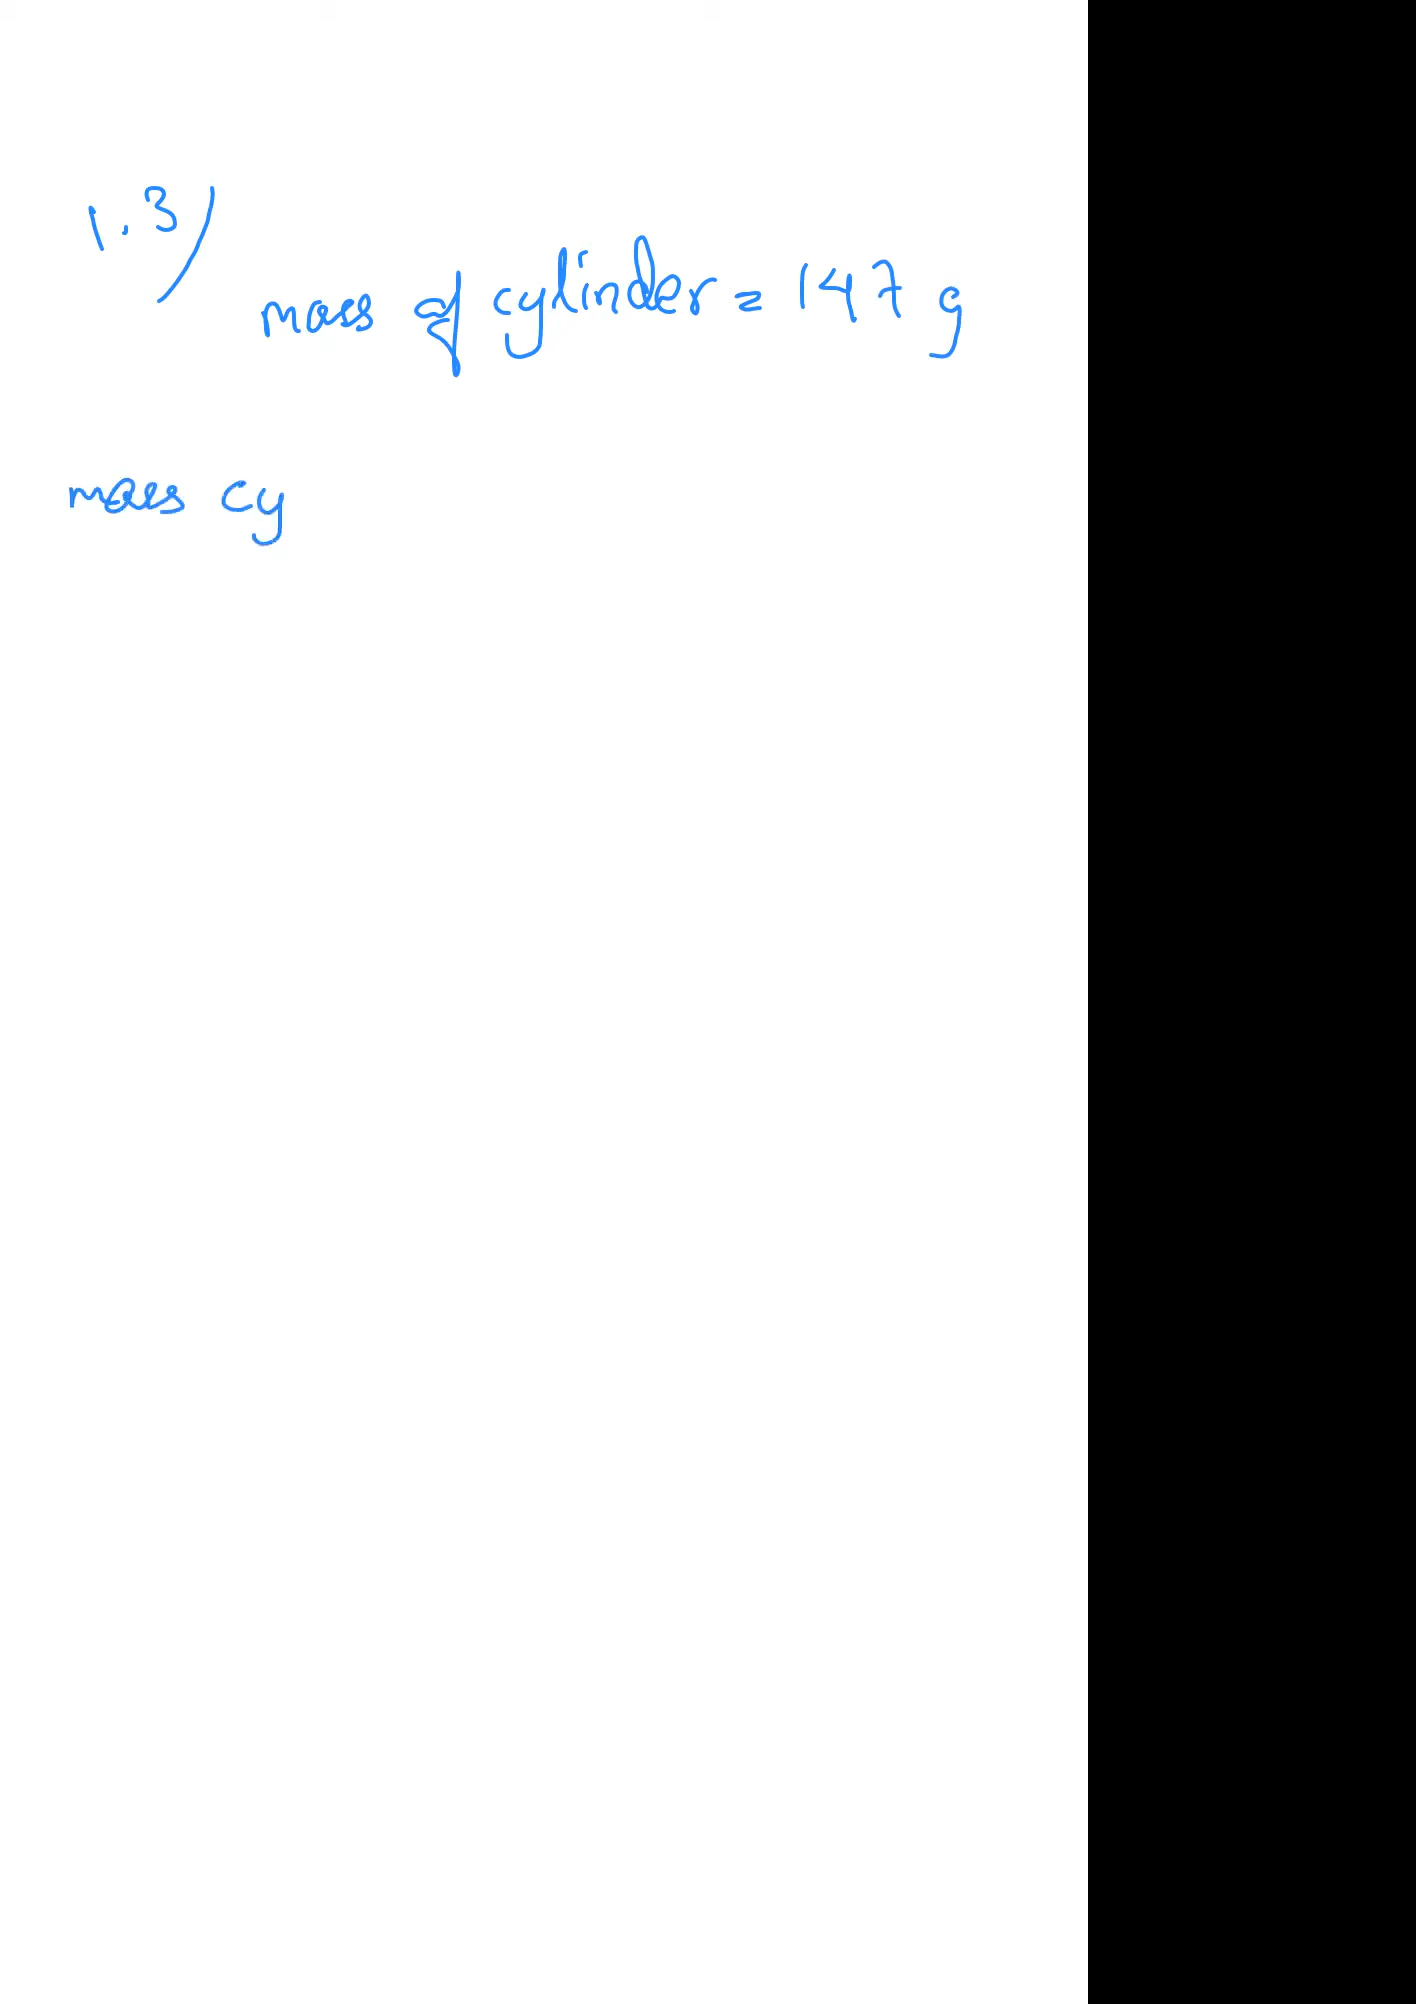 1.3/
mass of cylinder = 147 g
mass cy